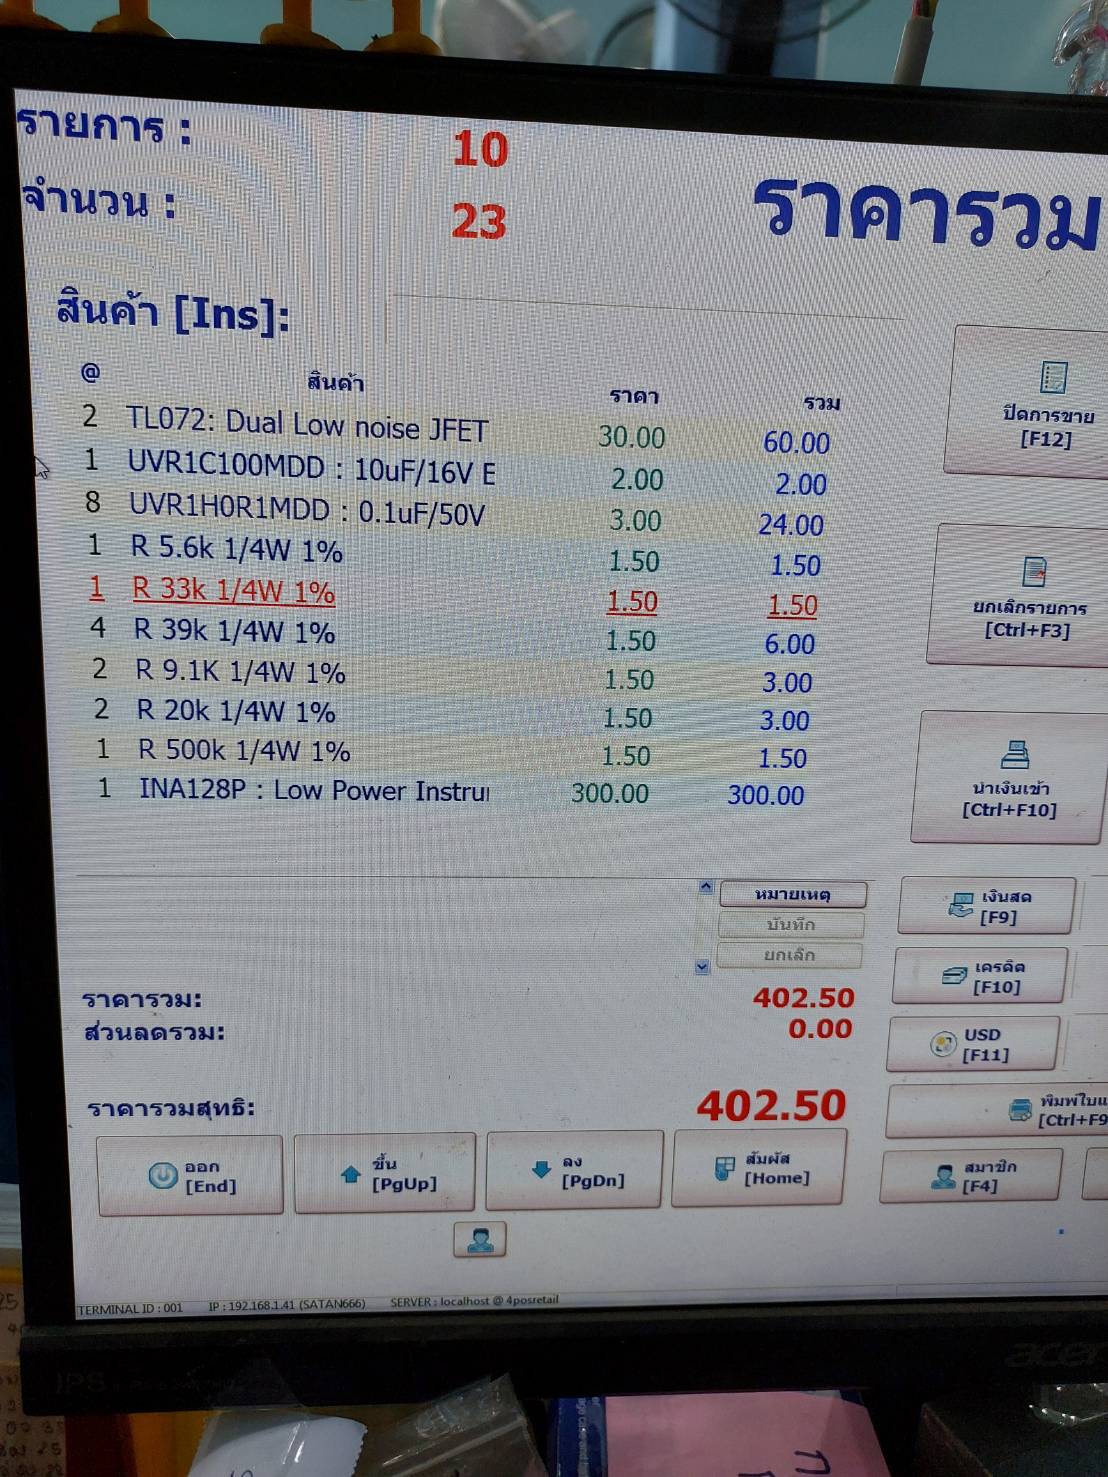 รายการ : 10
จำนวน : 23
ราคารวม
สินค้า [Ins]:
@ สินค้า ราคา รวม
2 TL072: Dual Low noise JFET 30.00 60.00
1 UVR1C100MDD : 10uF/16V E 2.00 2.00
8 UVR1H0R1MDD : 0.1uF/50V 3.00 24.00
1 R 5.6k 1/4W 1% 1.50 1.50
1 R 33k 1/4W 1% 1.50 1.50
4 R 39k 1/4W 1% 1.50 6.00
2 R 9.1K 1/4W 1% 1.50 3.00
2 R 20k 1/4W 1% 1.50 3.00
1 R 500k 1/4W 1% 1.50 1.50
1 INA128P : Low Power Instru 300.00 300.00
ปิดการขาย
[F12]
ยกเลิกรายการ
[Ctrl+F3]
นำเงินเข้า
[Ctrl+F10]
หมายเหตุ
บันทึก
ยกเลิก
เงินสด
[F9]
เครดิต
[F10]
USD
[F11]
ราคารวม: 402.50
ส่วนลดรวม: 0.00
ราคารวมสุทธิ: 402.50
พิมพ์ใบแ
[Ctrl+F9
ออก
[End]
ขึ้น
[PgUp]
ลง
[PgDn]
สัมผัส
[Home]
สมาชิก
[F4]
TERMINAL ID : 001 IP : 192.168.1.41 (SATAN666) SERVER : localhost @ 4posretail
acer
IPS